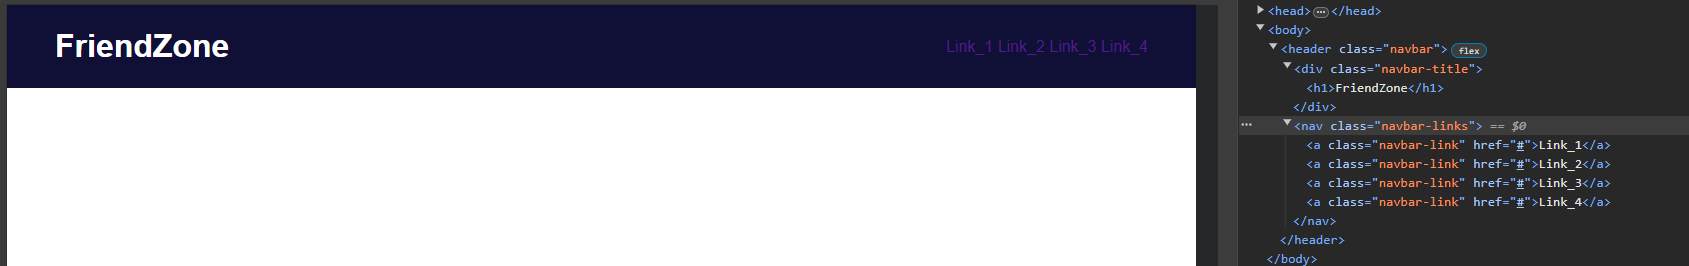 FriendZone
Link_1 Link_2 Link_3 Link_4
<head> ••• </head>
<body>
<header class="navbar"> flex
<div class="navbar-title">
<h1>FriendZone</h1>
</div>
••• <nav class="navbar-links"> == $0
<a class="navbar-link" href="#">Link_1</a>
<a class="navbar-link" href="#">Link_2</a>
<a class="navbar-link" href="#">Link_3</a>
<a class="navbar-link" href="#">Link_4</a>
</nav>
</header>
</body>